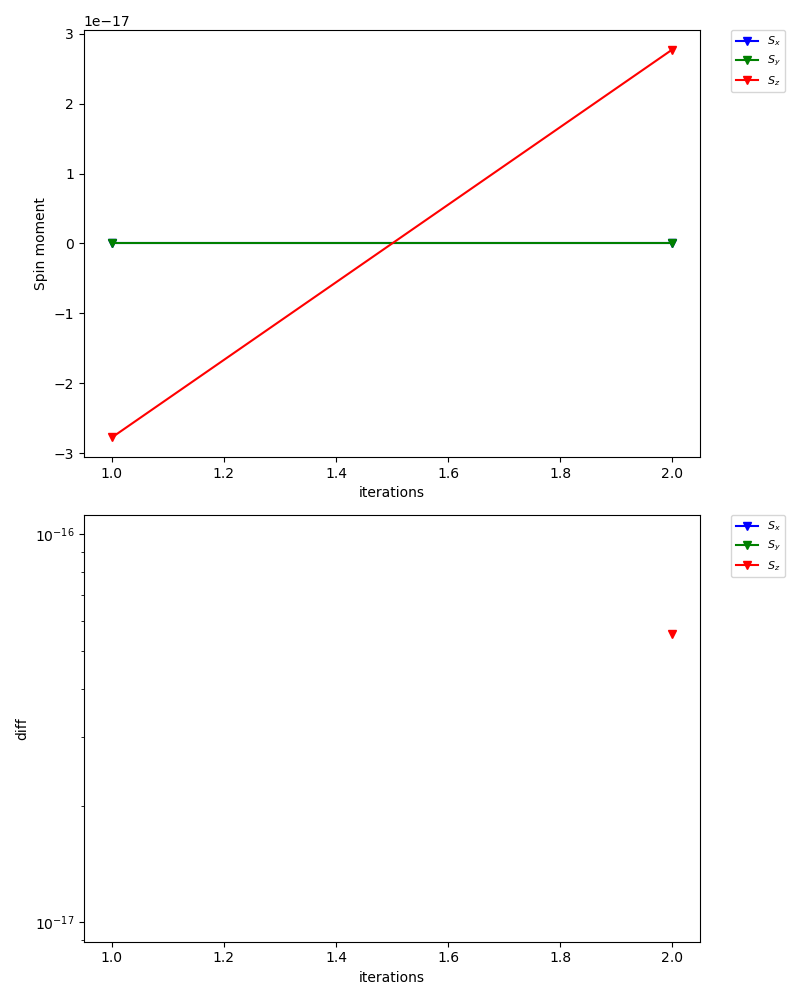 1e−17
3
2
1
0
−1
−2
−3
Spin moment
1.0 1.2 1.4 1.6 1.8 2.0
iterations
S_x
S_y
S_z
10^{−16}
10^{−17}
diff
1.0 1.2 1.4 1.6 1.8 2.0
iterations
S_x
S_y
S_z